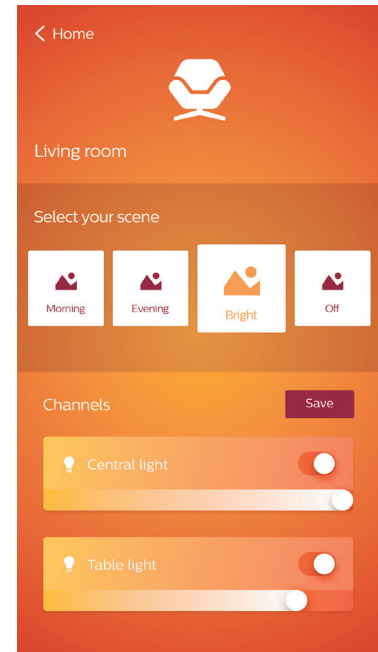 Home
Living room
Select your scene
Morning
Evening
Bright
Off
Channels
Save
Central light
Table light